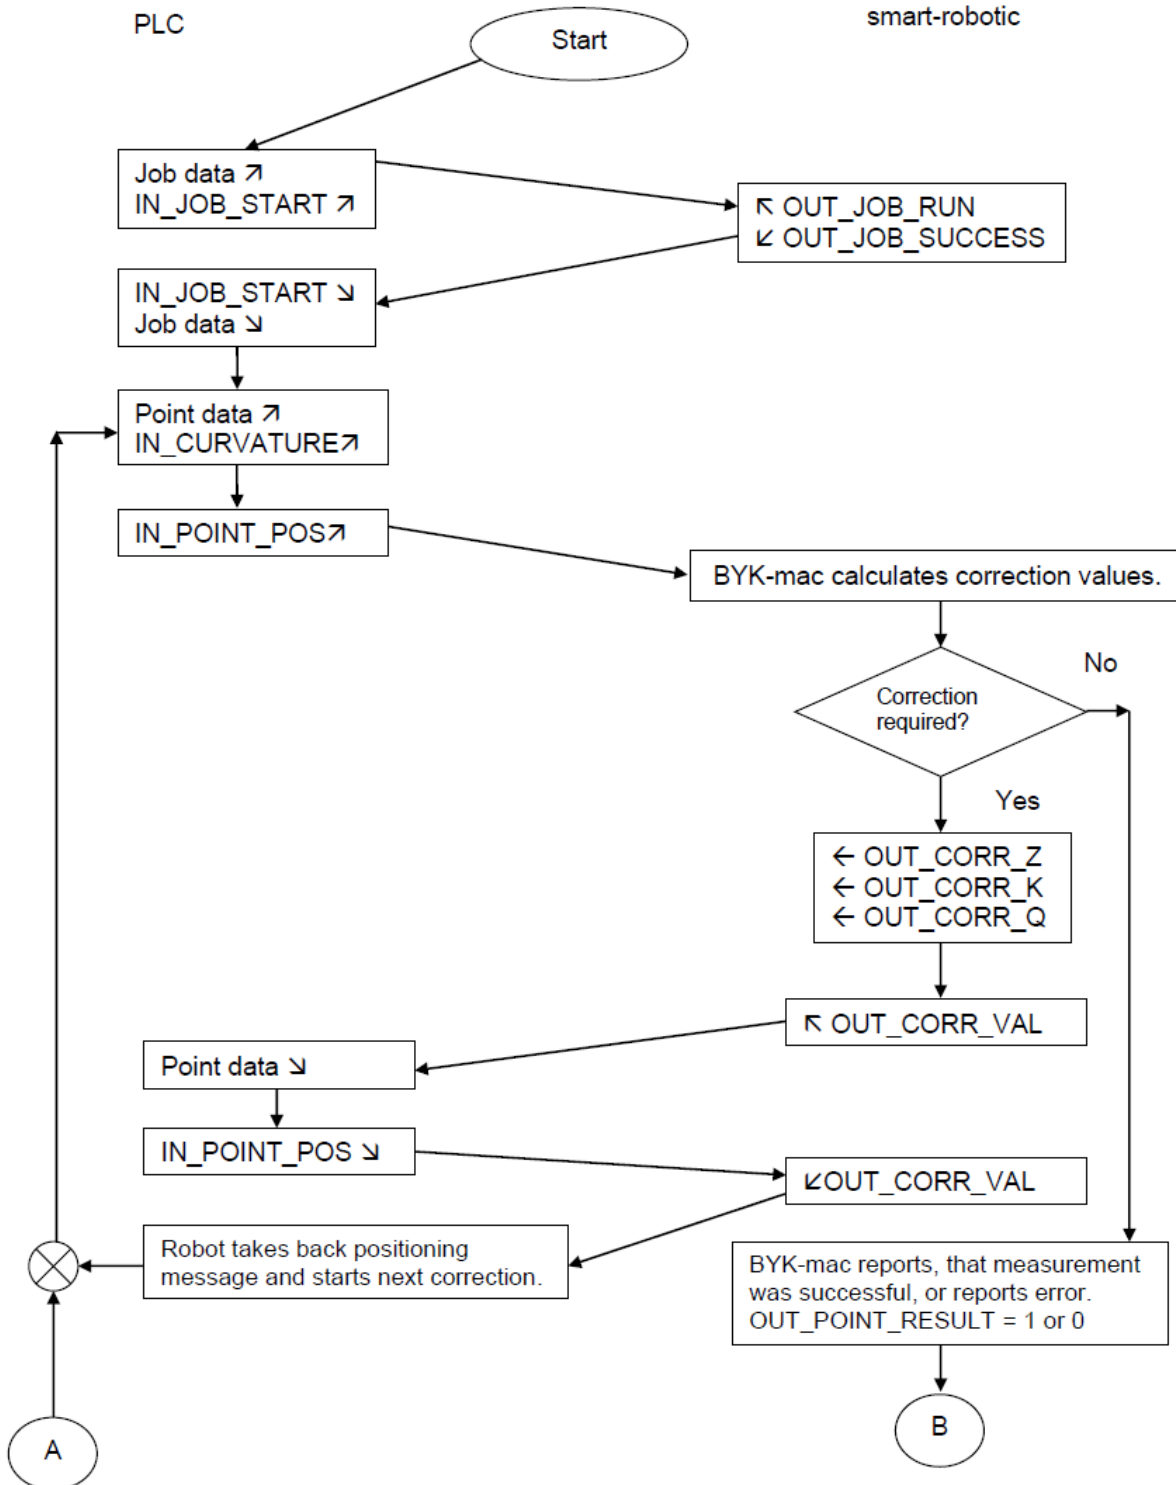 PLC
smart-robotic
Start
Job data ↗
IN_JOB_START ↗
↖ OUT_JOB_RUN
↙ OUT_JOB_SUCCESS
IN_JOB_START ↘
Job data ↘
Point data ↗
IN_CURVATURE↗
IN_POINT_POS↗
BYK-mac calculates correction values.
No
Correction
required?
Yes
← OUT_CORR_Z
← OUT_CORR_K
← OUT_CORR_Q
↖ OUT_CORR_VAL
Point data ↘
IN_POINT_POS ↘
↙OUT_CORR_VAL
Robot takes back positioning
message and starts next correction.
BYK-mac reports, that measurement
was successful, or reports error.
OUT_POINT_RESULT = 1 or 0
A
B